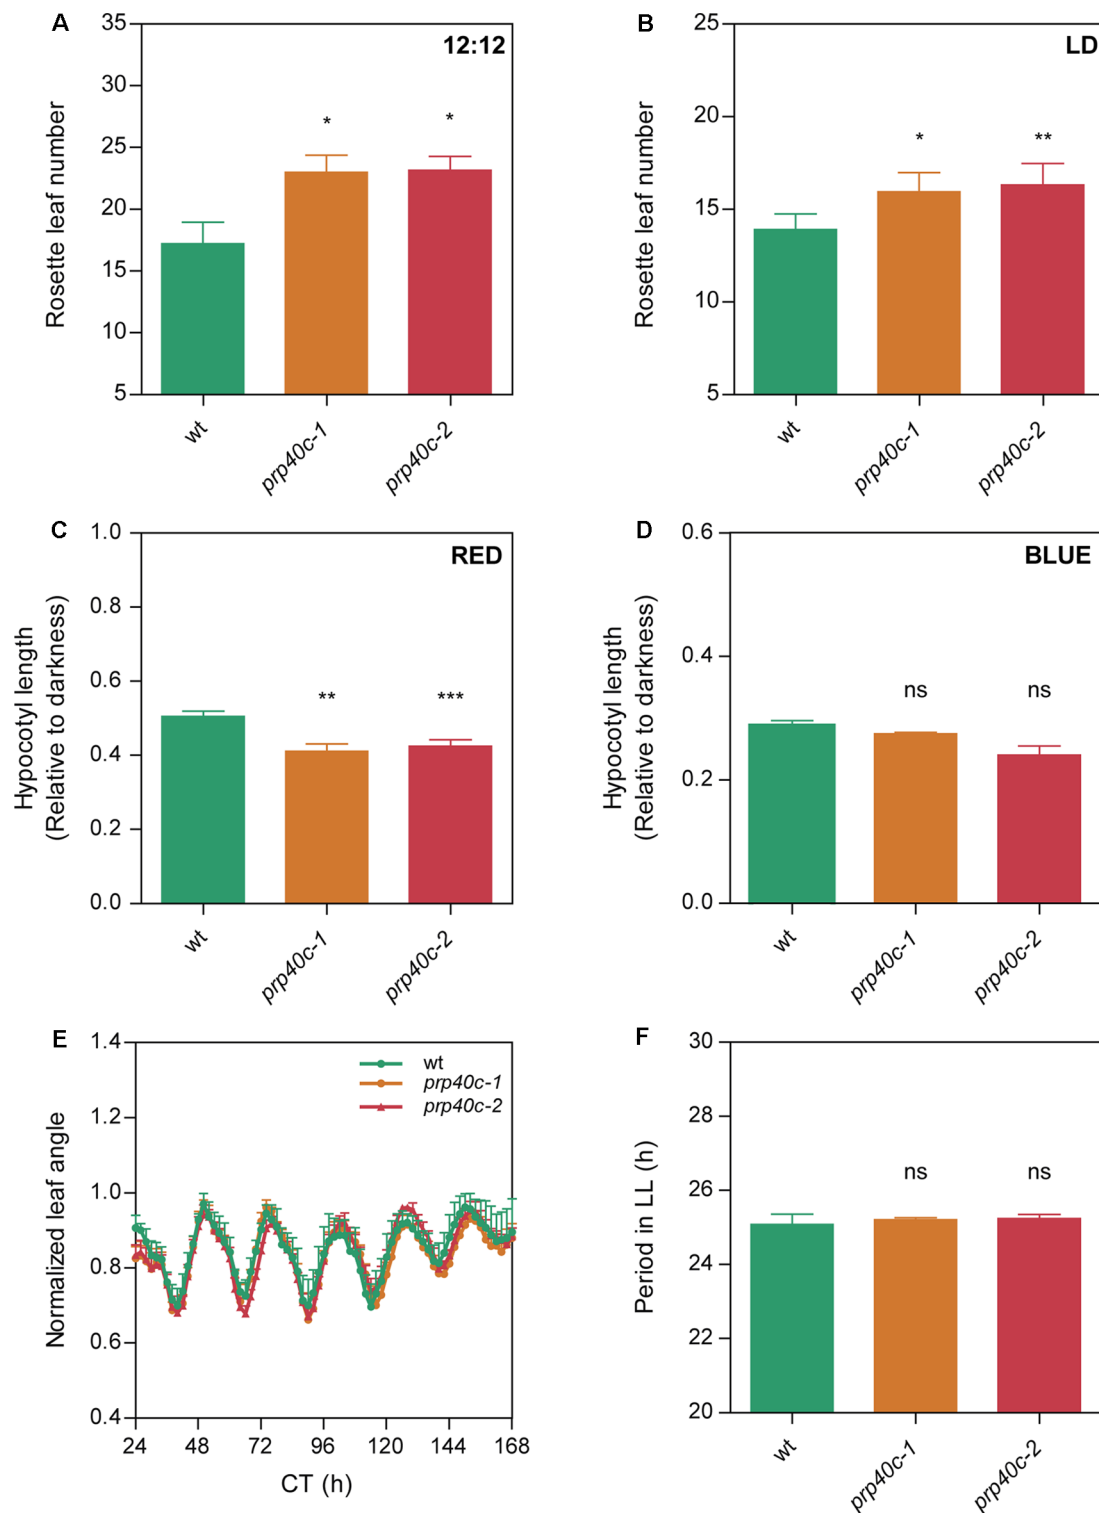 A
12:12
Rosette leaf number
35
30
25
20
15
10
5
*
*
wt
prp40c-1
prp40c-2
B
LD
Rosette leaf number
25
20
15
10
5
*
**
wt
prp40c-1
prp40c-2
C
RED
Hypocotyl length
(Relative to darkness)
1.0
0.8
0.6
0.4
0.2
0.0
**
***
wt
prp40c-1
prp40c-2
D
BLUE
Hypocotyl length
(Relative to darkness)
0.6
0.4
0.2
0.0
ns
ns
wt
prp40c-1
prp40c-2
E
Normalized leaf angle
1.4
1.2
1.0
0.8
0.6
0.4
wt
prp40c-1
prp40c-2
24 48 72 96 120 144 168
CT (h)
F
Period in LL (h)
30
28
26
24
22
20
ns
ns
wt
prp40c-1
prp40c-2